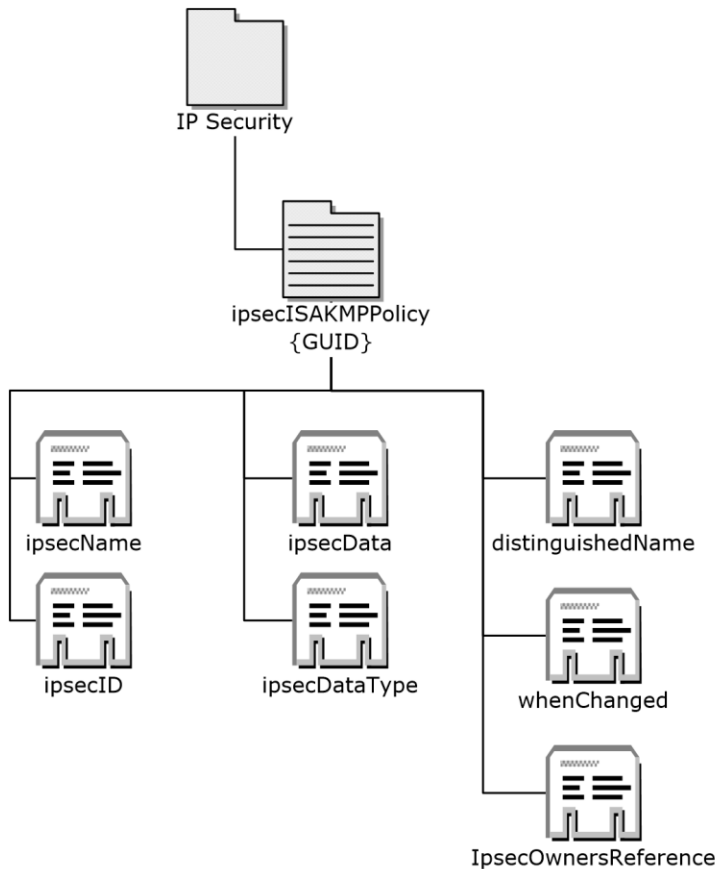 IP Security
ipsecISAKMPPolicy
{GUID}
ipsecName
ipsecData
distinguishedName
ipsecID
ipsecDataType
whenChanged
IpsecOwnersReference